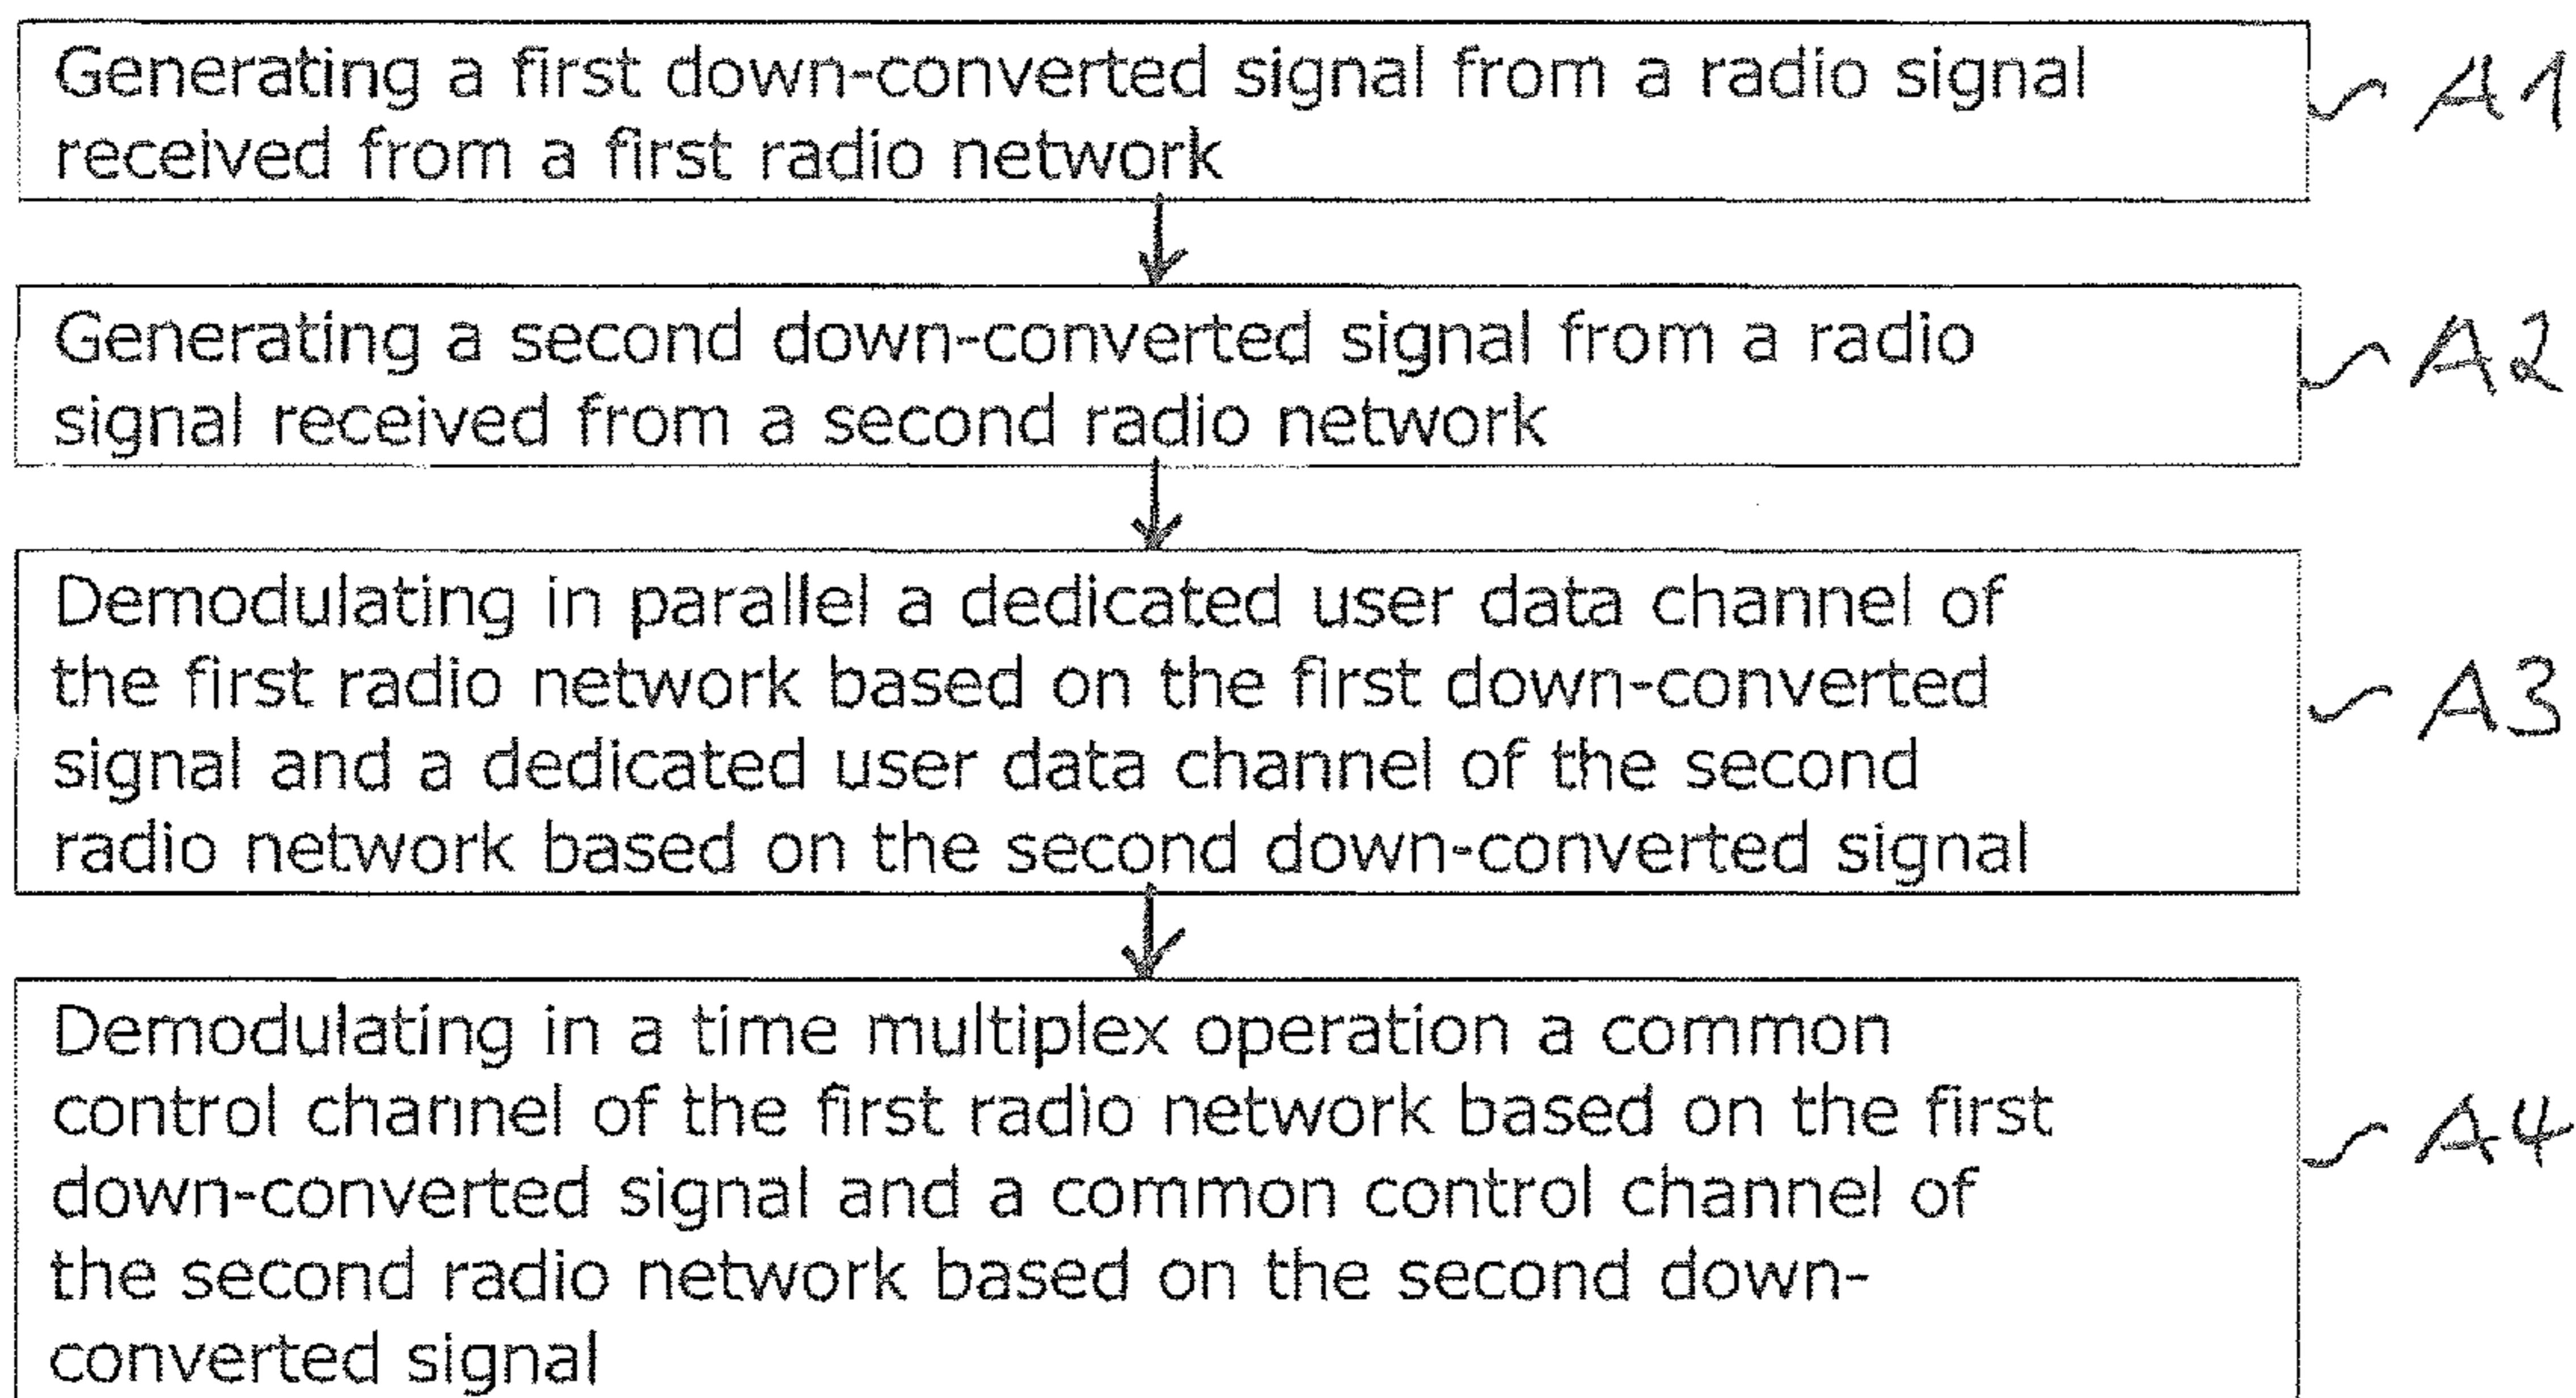 Generating a first down-converted signal from a radio signal
received from a first radio network
A1
Generating a second down-converted signal from a radio
signal received from a second radio network
A2
Demodulating in parallel a dedicated user data channel of
the first radio network based on the first down-converted
signal and a dedicated user data channel of the second
radio network based on the second down-converted signal
A3
Demodulating in a time multiplex operation a common
control channel of the first radio network based on the first
down-converted signal and a common control channel of
the second radio network based on the second down-
converted signal
A4